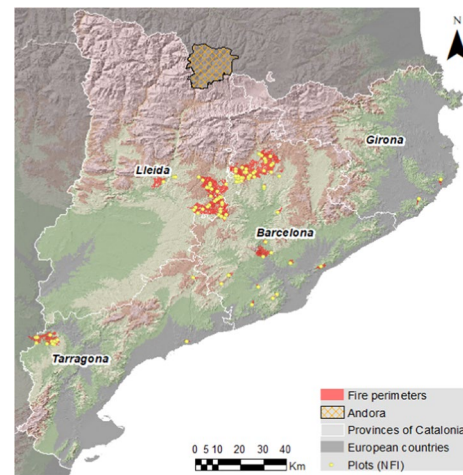 N
Girona
Lleida
Barcelona
Tarragona
Fire perimeters
Andora
Provinces of Catalonia
European countries
Plots (NFI)
0 5 10 20 30 40
Km